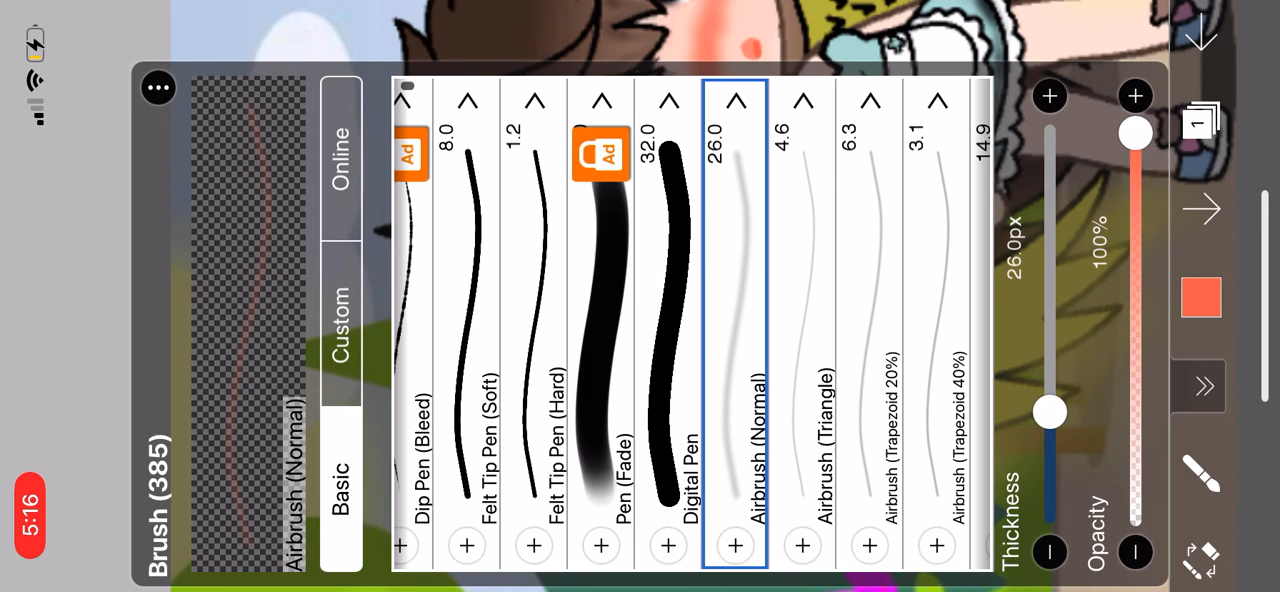 5:16
Brush (385)
Airbrush (Normal)
Basic
Custom
Online
Ad
Dip Pen (Bleed)
8.0
Felt Tip Pen (Soft)
1.2
Felt Tip Pen (Hard)
Ad
Pen (Fade)
32.0
Digital Pen
26.0
Airbrush (Normal)
4.6
Airbrush (Triangle)
6.3
Airbrush (Trapezoid 20%)
3.1
Airbrush (Trapezoid 40%)
14.9
Thickness
26.0px
Opacity
100%
1